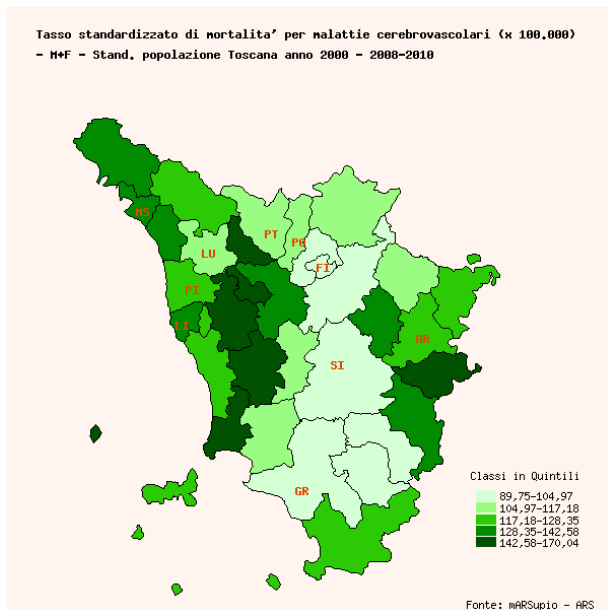 Tasso standardizzato di mortalita' per malattie cerebrovascolari (x 100.000)
- M+F - Stand. popolazione Toscana anno 2000 - 2008-2010
MS
PT
PO
LU
FI
PI
LI
AR
SI
GR
Classi in Quintili
89,75-104,97
104,97-117,18
117,18-128,35
128,35-142,58
142,58-170,04
Fonte: mARSupio - ARS